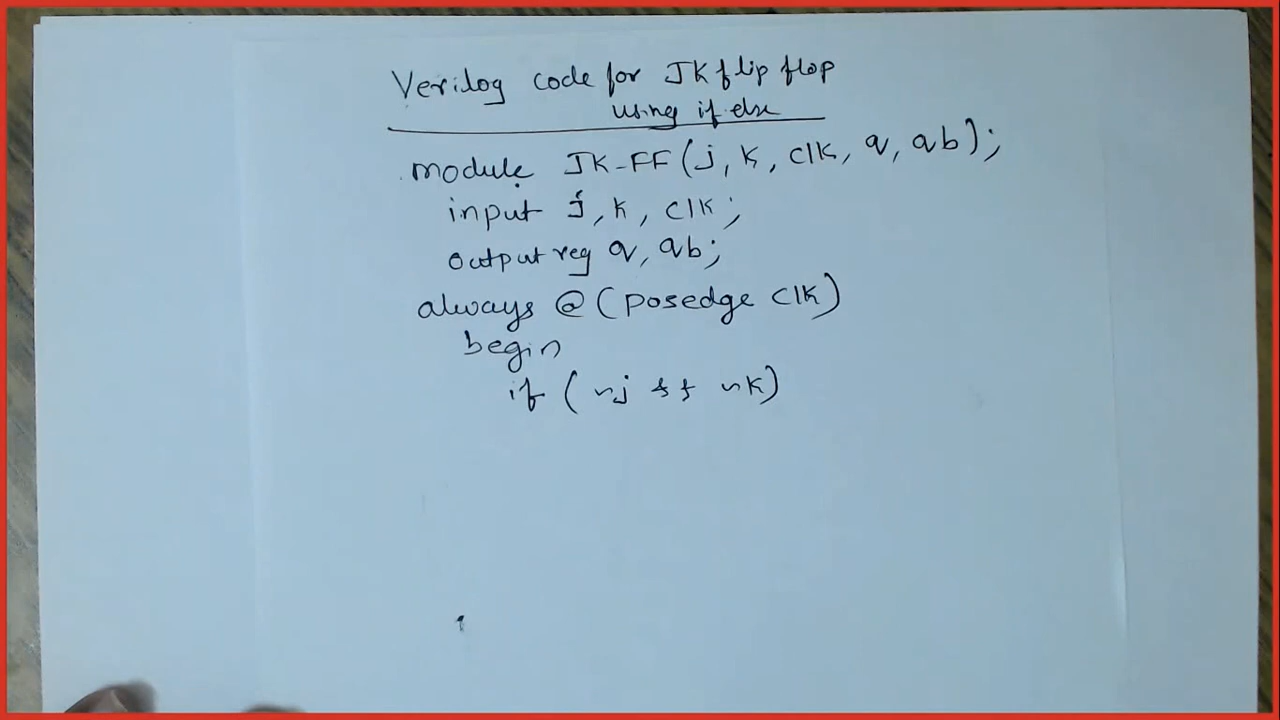 Verilog code for JK flip flop
using if else
module JK-FF(j, k, clk, q, qb);
input j, k, clk;
output reg q, qb;
always @ (posedge clk)
begin
if (~j && ~k)